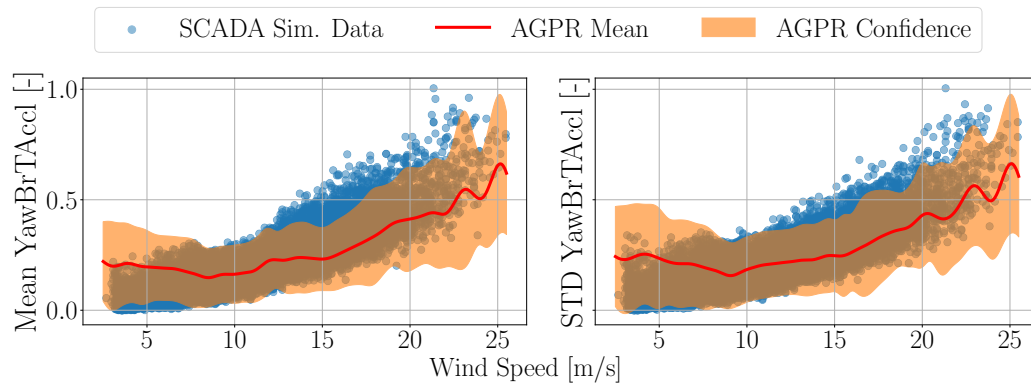 SCADA Sim. Data AGPR Mean AGPR Confidence
Mean YawBrTAccl [-]
1.0
0.5
0.0
5 10 15 20 25
STD YawBrTAccl [-]
5 10 15 20 25
Wind Speed [m/s]